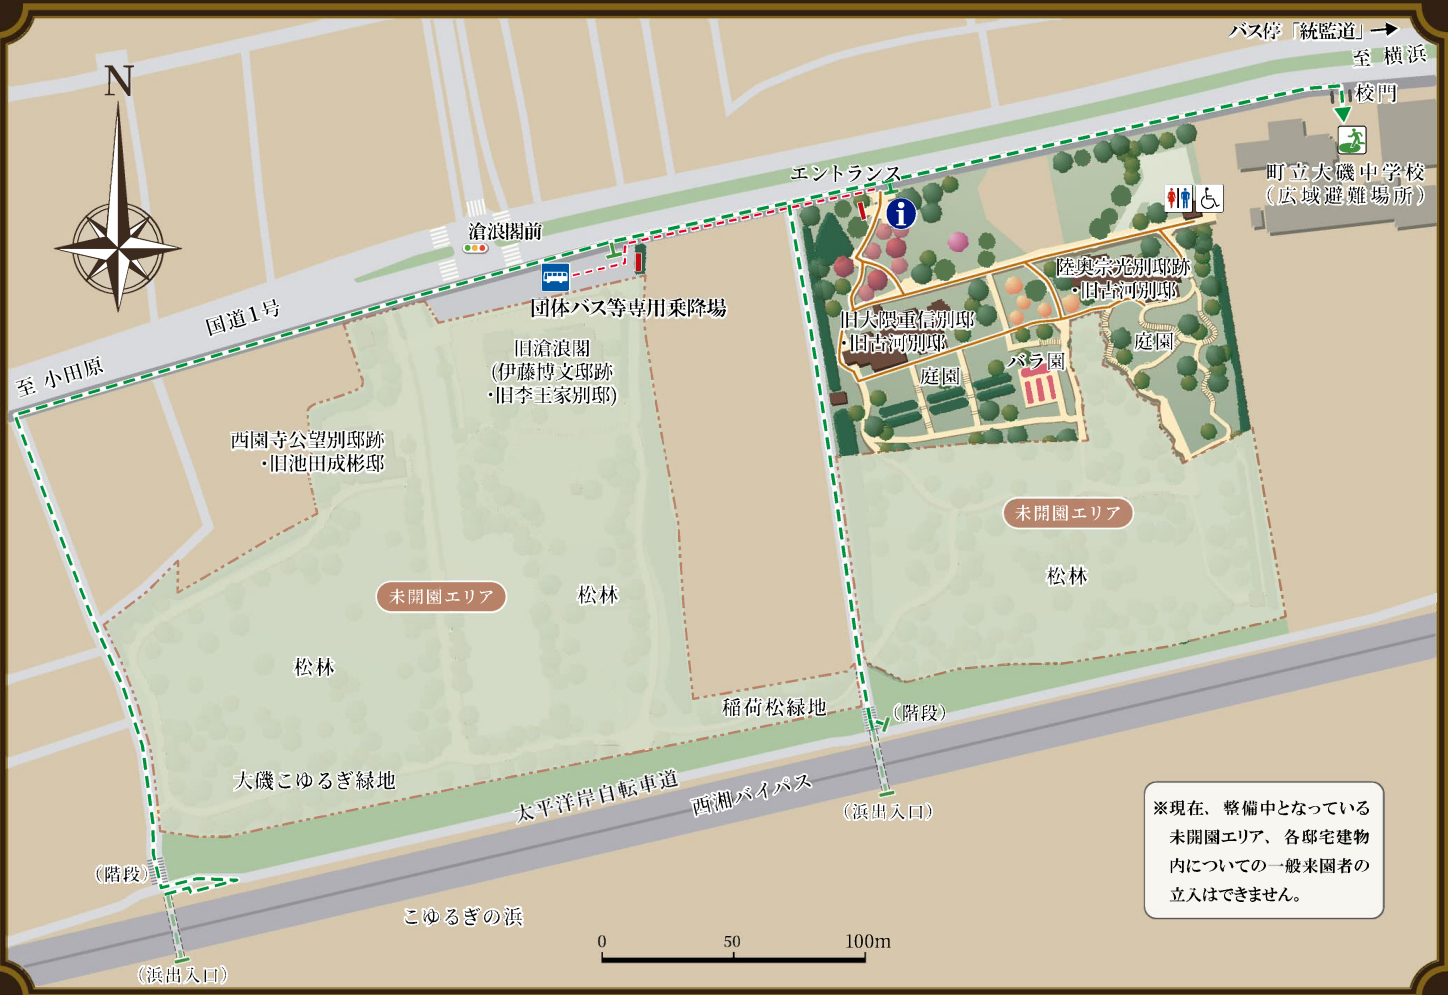 バス停「統監道」→
至 横浜
校門
町立大磯中学校
（広域避難場所）
N
エントランス
i
滄浪閣前
団体バス等専用乗降場
国道1号
至 小田原
旧滄浪閣
(伊藤博文邸跡
・旧李王家別邸)
西園寺公望別邸跡
・旧池田成彬邸
陸奥宗光別邸跡
・旧古河別邸
旧大隈重信別邸
・旧古河別邸
庭園
バラ園
庭園
未開園エリア
松林
未開園エリア
松林
松林
稲荷松緑地
（階段）
大磯こゆるぎ緑地
太平洋岸自転車道
西湘バイパス
（浜出入口）
（階段）
こゆるぎの浜
（浜出入口）
0 50 100m
※現在、整備中となっている
未開園エリア、各邸宅建物
内についての一般来園者の
立入はできません。